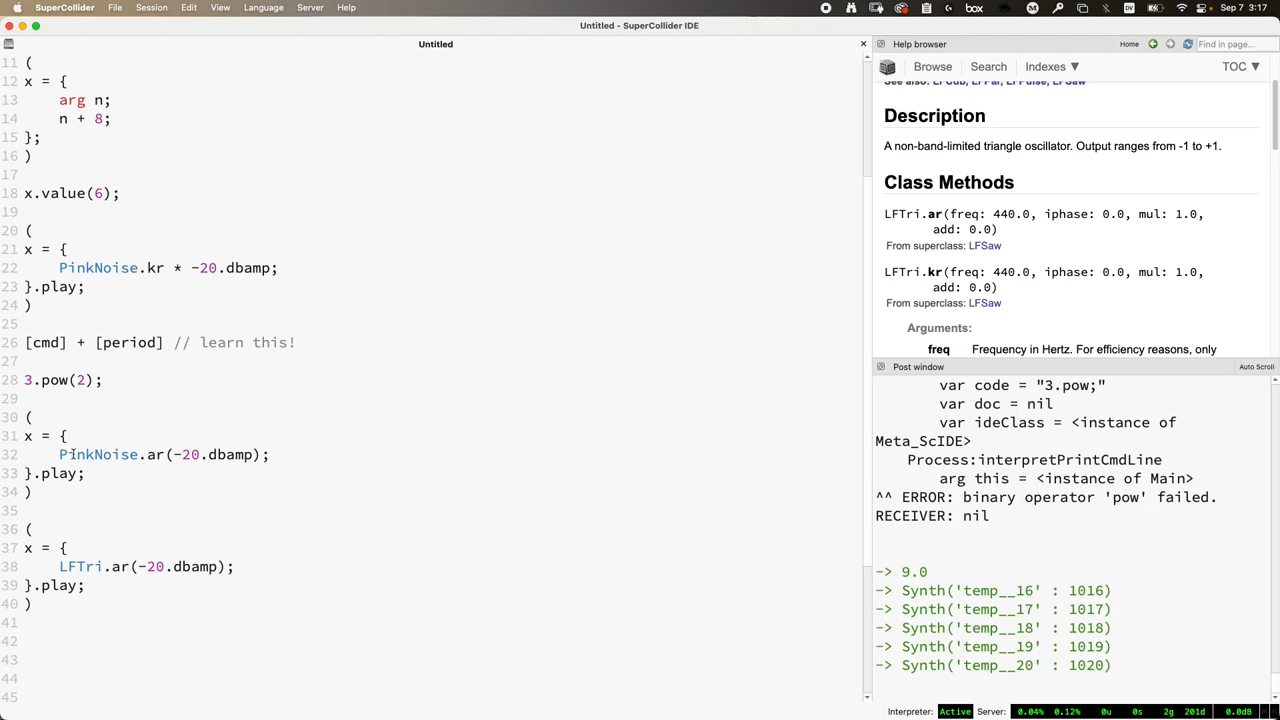 SuperCollider File Session Edit View Language Server Help Sep 7 3:17
Untitled - SuperCollider IDE
Untitled
11 (
12 x = {
13 arg n;
14 n + 8;
15 };
16 )
17
18 x.value(6);
19
20 (
21 x = {
22 PinkNoise.kr * -20.dbamp;
23 }.play;
24 )
25
26 [cmd] + [period] // learn this!
27
28 3.pow(2);
29
30 (
31 x = {
32 PinkNoise.ar(-20.dbamp);
33 }.play;
34 )
35
36 (
37 x = {
38 LFTri.ar(-20.dbamp);
39 }.play;
40 )
41
42
43
44
45
Help browser Home Find in page...
Browse Search Indexes ▼ TOC ▼
See also: LFCub, LFPar, LFPulse, LFSaw
Description
A non-band-limited triangle oscillator. Output ranges from -1 to +1.
Class Methods
LFTri.ar(freq: 440.0, iphase: 0.0, mul: 1.0,
add: 0.0)
From superclass: LFSaw
LFTri.kr(freq: 440.0, iphase: 0.0, mul: 1.0,
add: 0.0)
From superclass: LFSaw
Arguments:
freq Frequency in Hertz. For efficiency reasons, only
Post window Auto Scroll
var code = "3.pow;"
var doc = nil
var ideClass = <instance of
Meta_ScIDE>
Process:interpretPrintCmdLine
arg this = <instance of Main>
^^ ERROR: binary operator 'pow' failed.
RECEIVER: nil
-> 9.0
-> Synth('temp__16' : 1016)
-> Synth('temp__17' : 1017)
-> Synth('temp__18' : 1018)
-> Synth('temp__19' : 1019)
-> Synth('temp__20' : 1020)
Interpreter: Active Server: 0.04% 0.12% 0u 0s 2g 201d 0.0dB